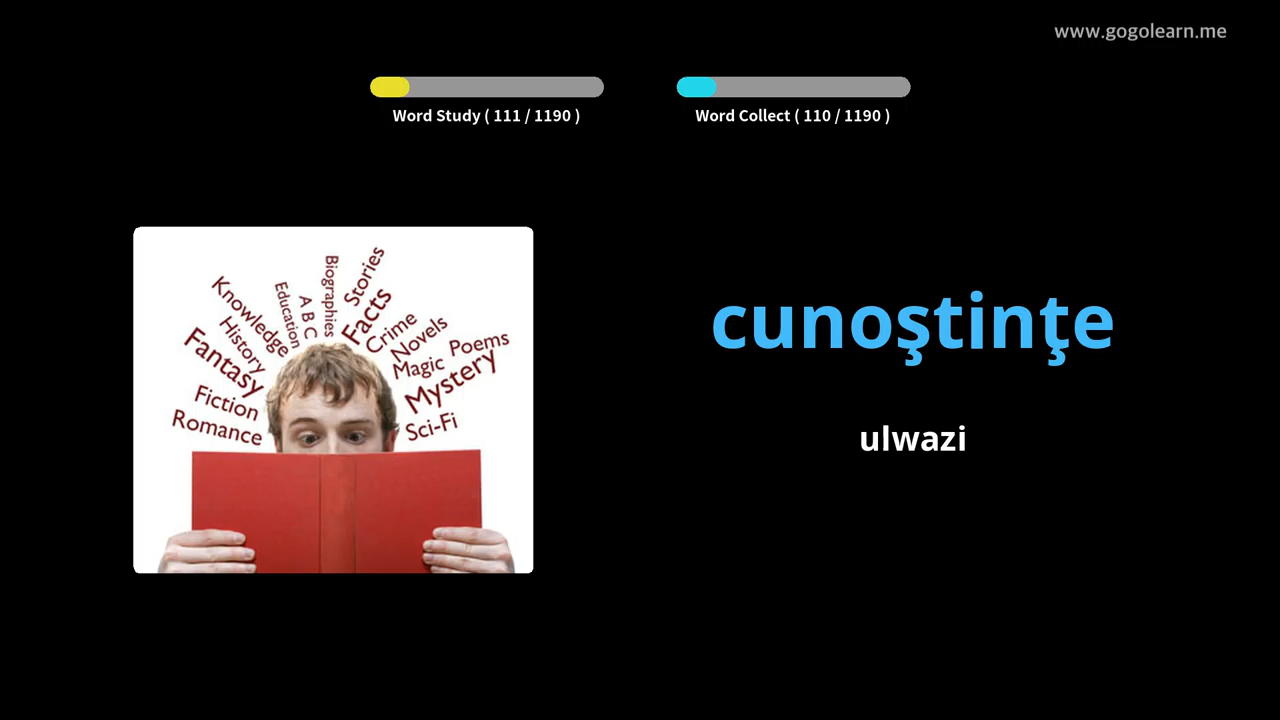 www.gogolearn.me
Word Study ( 111 / 1190 )
Word Collect ( 110 / 1190 )
Knowledge
Education
A B C
Biographies
Stories
Facts
Crime
Novels
Poems
Magic
Mystery
Sci-Fi
History
Fantasy
Fiction
Romance
cunoştinţe
ulwazi